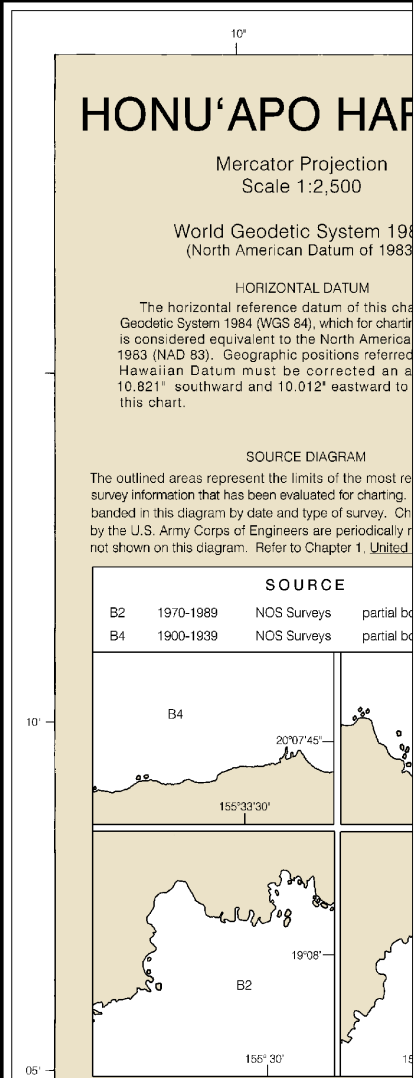 10"
HONUʻAPO HAR
Mercator Projection
Scale 1:2,500
World Geodetic System 198
(North American Datum of 1983
HORIZONTAL DATUM
The horizontal reference datum of this cha
Geodetic System 1984 (WGS 84), which for chartin
is considered equivalent to the North America
1983 (NAD 83). Geographic positions referred
Hawaiian Datum must be corrected an a
10.821" southward and 10.012" eastward to
this chart.
SOURCE DIAGRAM
The outlined areas represent the limits of the most re
survey information that has been evaluated for charting.
banded in this diagram by date and type of survey. Ch
by the U.S. Army Corps of Engineers are periodically r
not shown on this diagram. Refer to Chapter 1, United
SOURCE
B2 1970-1989 NOS Surveys partial bo
B4 1900-1939 NOS Surveys partial bo
10'
B4
20°07'45"
155°33'30'
19°08'
B2
155° 30'
15
05'